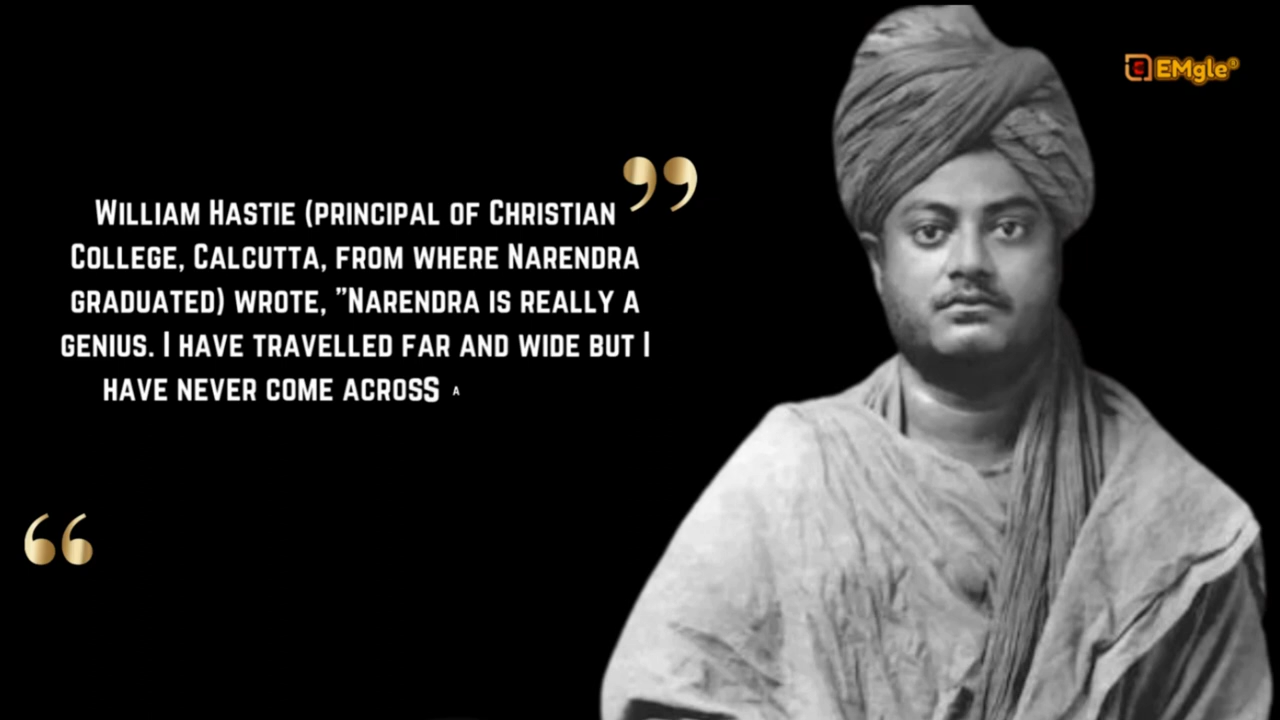 EMgle®
William Hastie (principal of Christian
College, Calcutta, from where Narendra
graduated) wrote, "Narendra is really a
genius. I have travelled far and wide but I
have never come across a